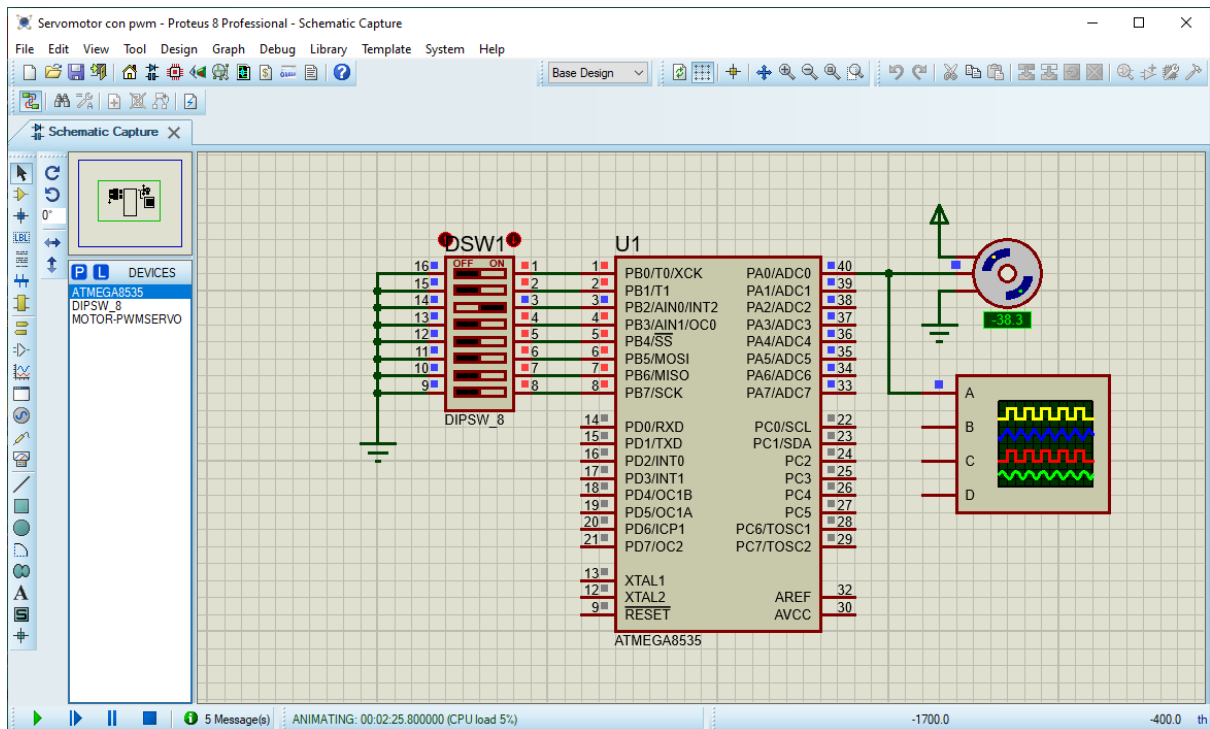 Servomotor con pwm - Proteus 8 Professional - Schematic Capture
File Edit View Tool Design Graph Debug Library Template System Help
Base Design
Schematic Capture
0°
LBL
P L DEVICES
ATMEGA8535
DIPSW_8
MOTOR-PWMSERVO
A
S
DSW1
OFF ON
16 1
15 2
14 3
13 4
12 5
11 6
10 7
9 8
DIPSW_8
U1
1 PB0/T0/XCK PA0/ADC0 40
2 PB1/T1 PA1/ADC1 39
3 PB2/AIN0/INT2 PA2/ADC2 38
4 PB3/AIN1/OC0 PA3/ADC3 37
5 PB4/SS PA4/ADC4 36
6 PB5/MOSI PA5/ADC5 35
7 PB6/MISO PA6/ADC6 34
8 PB7/SCK PA7/ADC7 33
14 PD0/RXD PC0/SCL 22
15 PD1/TXD PC1/SDA 23
16 PD2/INT0 PC2 24
17 PD3/INT1 PC3 25
18 PD4/OC1B PC4 26
19 PD5/OC1A PC5 27
20 PD6/ICP1 PC6/TOSC1 28
21 PD7/OC2 PC7/TOSC2 29
13 XTAL1
12 XTAL2 AREF 32
9 RESET AVCC 30
ATMEGA8535
-38.3
A
B
C
D
5 Message(s) ANIMATING: 00:02:25.800000 (CPU load 5%) -1700.0 -400.0 th